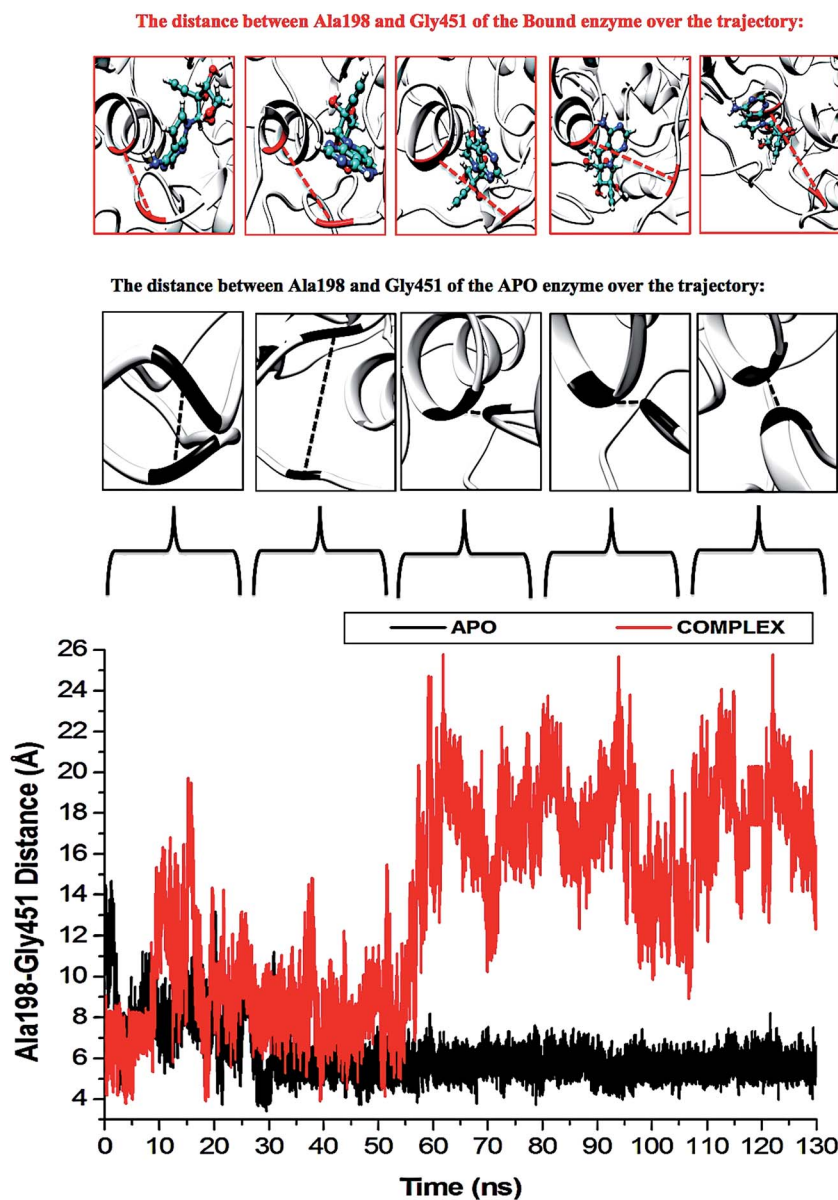 The distance between Ala198 and Gly451 of the Bound enzyme over the trajectory:
The distance between Ala198 and Gly451 of the APO enzyme over the trajectory:
APO COMPLEX
26
24
22
20
18
16
14
12
10
8
6
4
Ala198-Gly451 Distance (Å)
0 10 20 30 40 50 60 70 80 90 100 110 120 130
Time (ns)